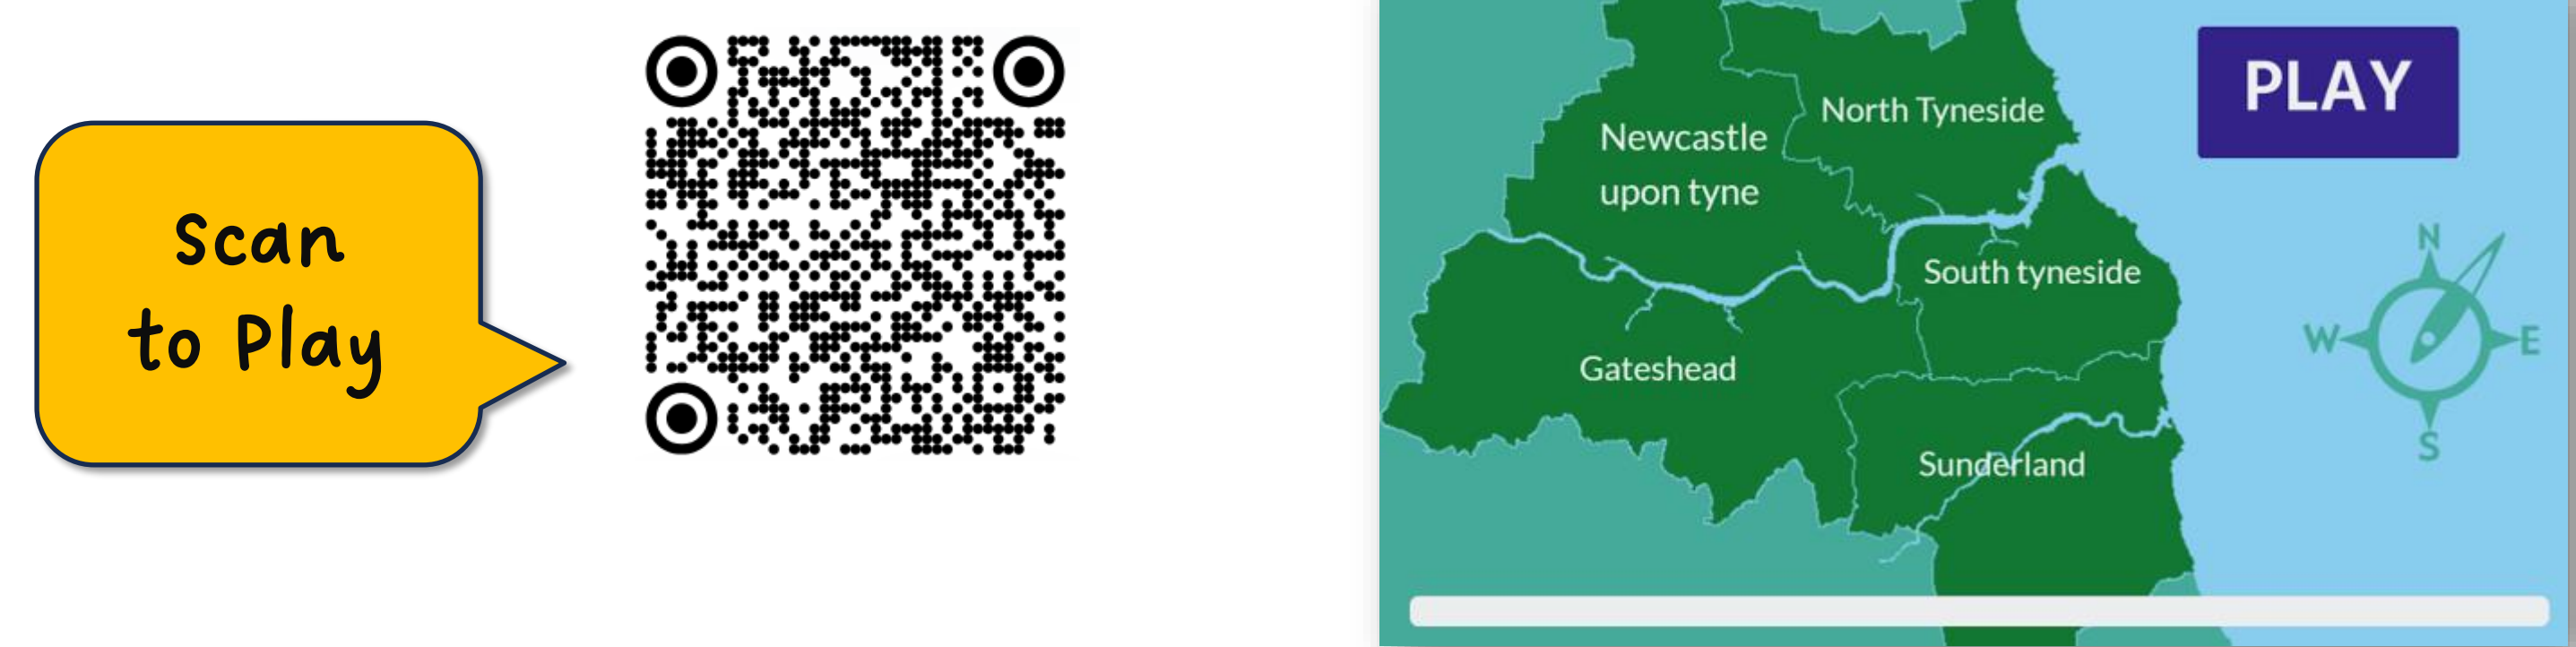 Scan
to Play
PLAY
North Tyneside
Newcastle
upon tyne
South tyneside
Gateshead
Sunderland
N
W
E
S